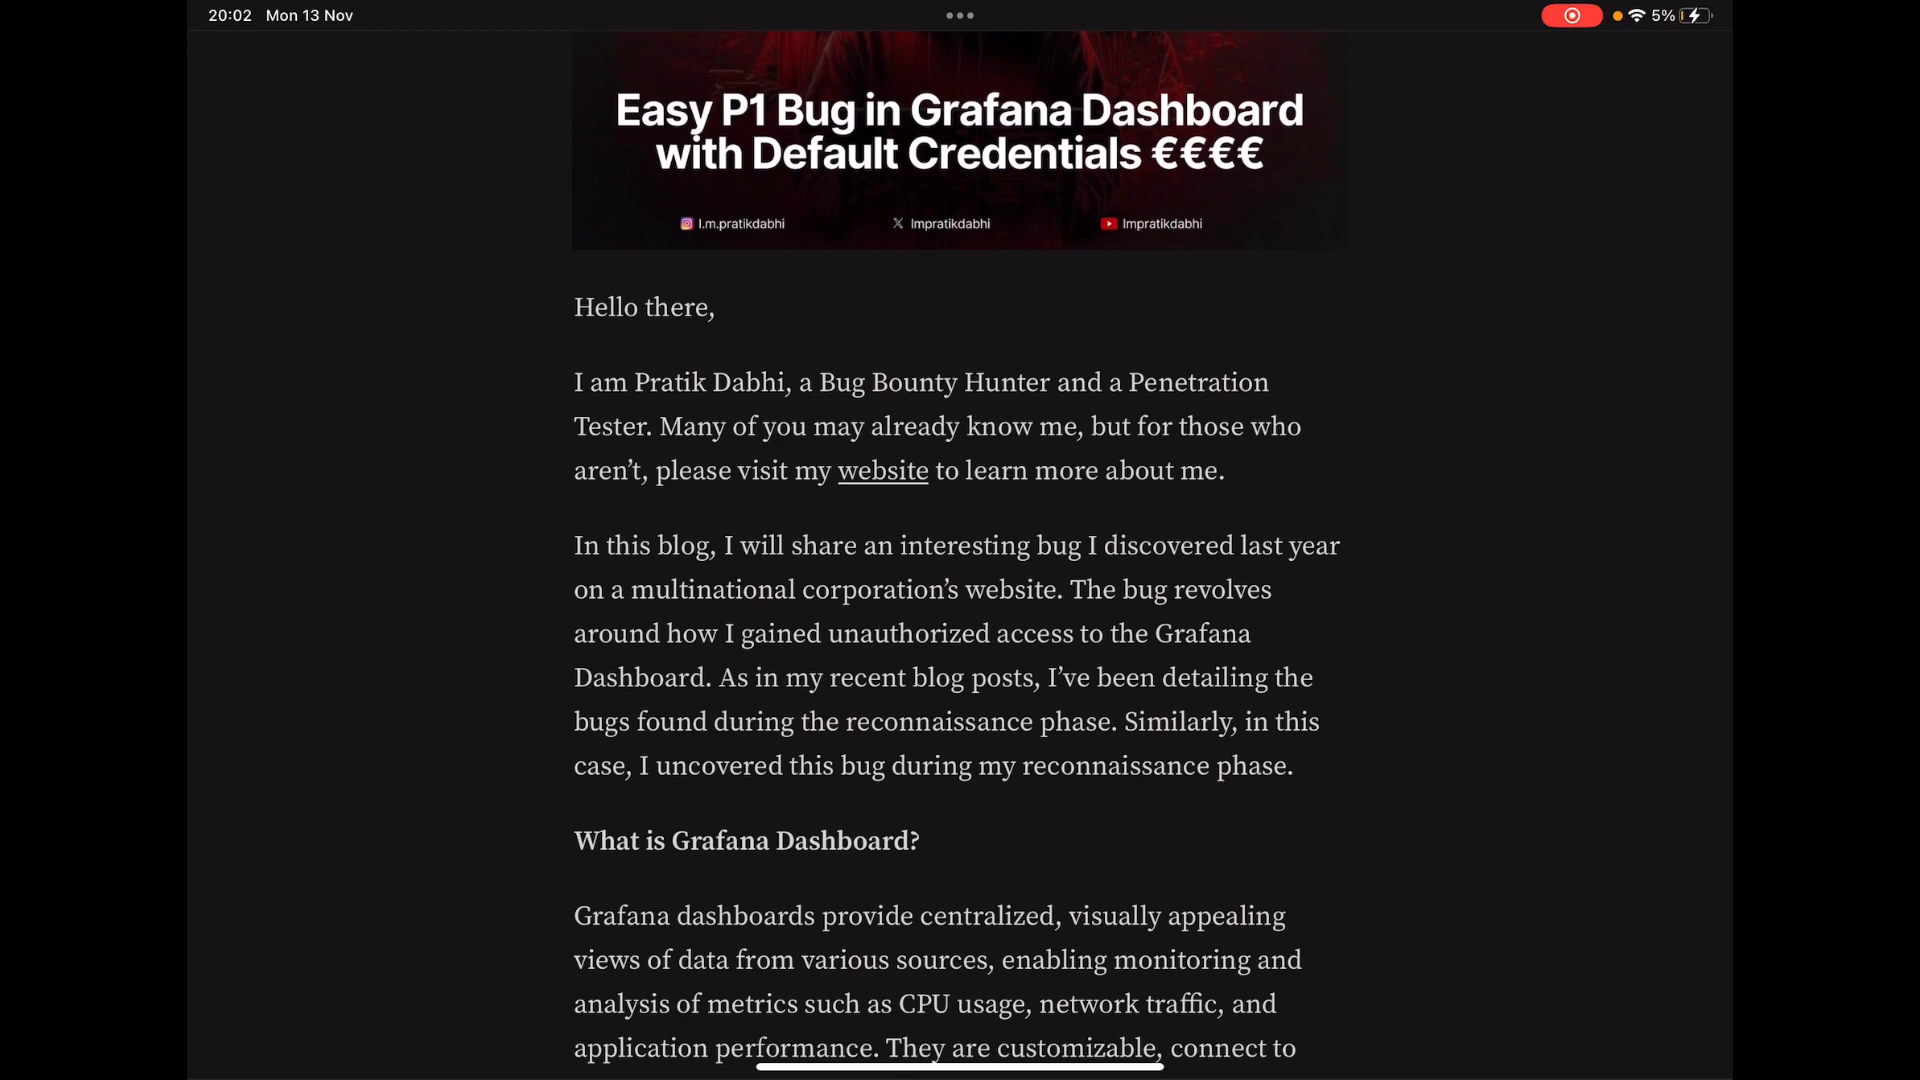 20:02 Mon 13 Nov
5%
Easy P1 Bug in Grafana Dashboard
with Default Credentials €€€€
I.m.pratikdabhi
Impratikdabhi
Impratikdabhi
Hello there,
I am Pratik Dabhi, a Bug Bounty Hunter and a Penetration
Tester. Many of you may already know me, but for those who
aren’t, please visit my website to learn more about me.
In this blog, I will share an interesting bug I discovered last year
on a multinational corporation’s website. The bug revolves
around how I gained unauthorized access to the Grafana
Dashboard. As in my recent blog posts, I’ve been detailing the
bugs found during the reconnaissance phase. Similarly, in this
case, I uncovered this bug during my reconnaissance phase.
What is Grafana Dashboard?
Grafana dashboards provide centralized, visually appealing
views of data from various sources, enabling monitoring and
analysis of metrics such as CPU usage, network traffic, and
application performance. They are customizable, connect to